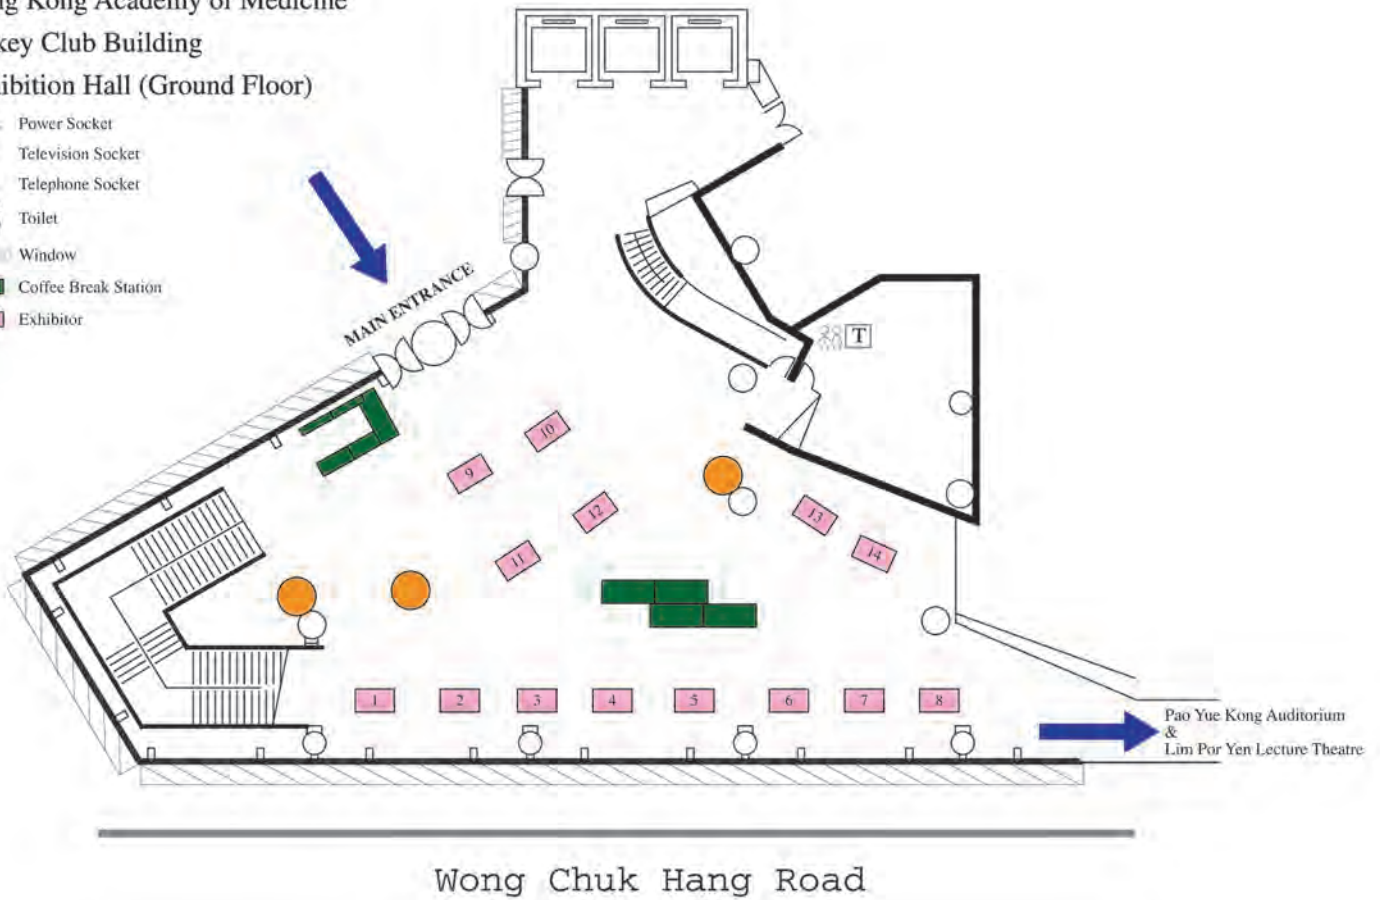 Kong Academy of Medicine
Club Building
Hall (Ground Floor)
Power Socket
Television Socket
Telephone Socket
Toilet
Window
Coffee Break Station
Exhibitor
MAIN ENTRANCE
T
10
9
12
13
11
14
1
2
3
4
5
6
7
8
Pao Yue Kong Auditorium
&
Lim Por Yen Lecture Theatre
Wong Chuk Hang Road